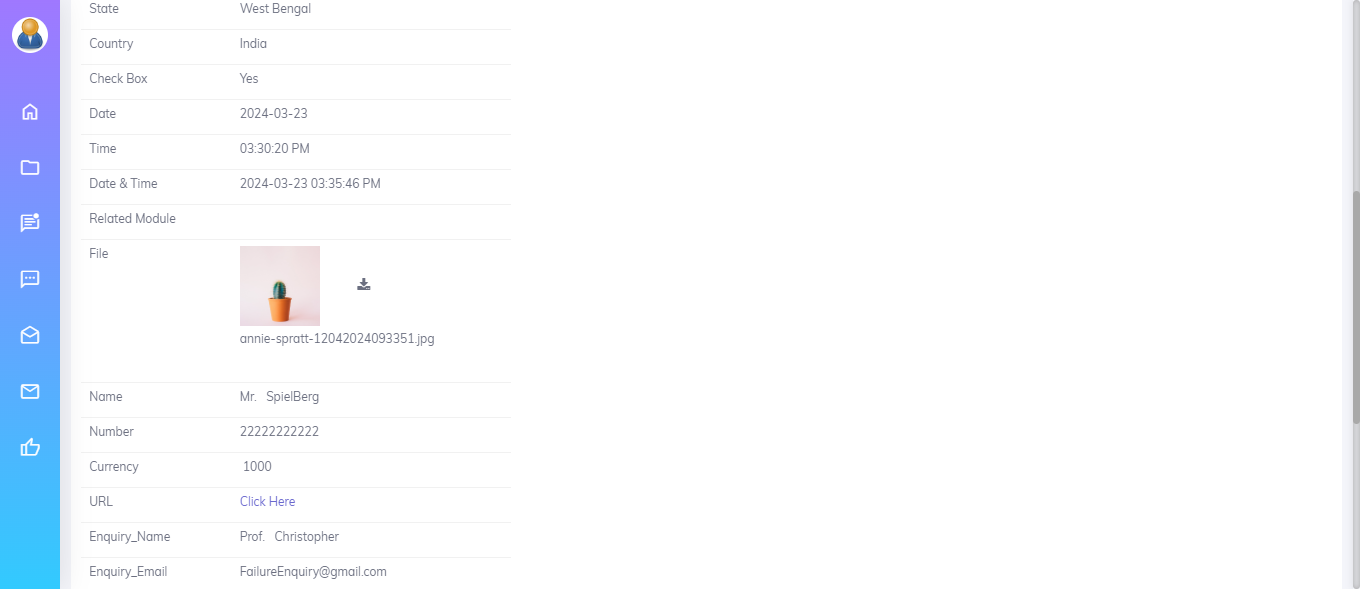 State West Bengal
Country India
Check Box Yes
Date 2024-03-23
Time 03:30:20 PM
Date & Time 2024-03-23 03:35:46 PM
Related Module
File
annie-spratt-12042024093351.jpg
Name Mr. SpielBerg
Number 22222222222
Currency 1000
URL Click Here
Enquiry_Name Prof. Christopher
Enquiry_Email FailureEnquiry@gmail.com